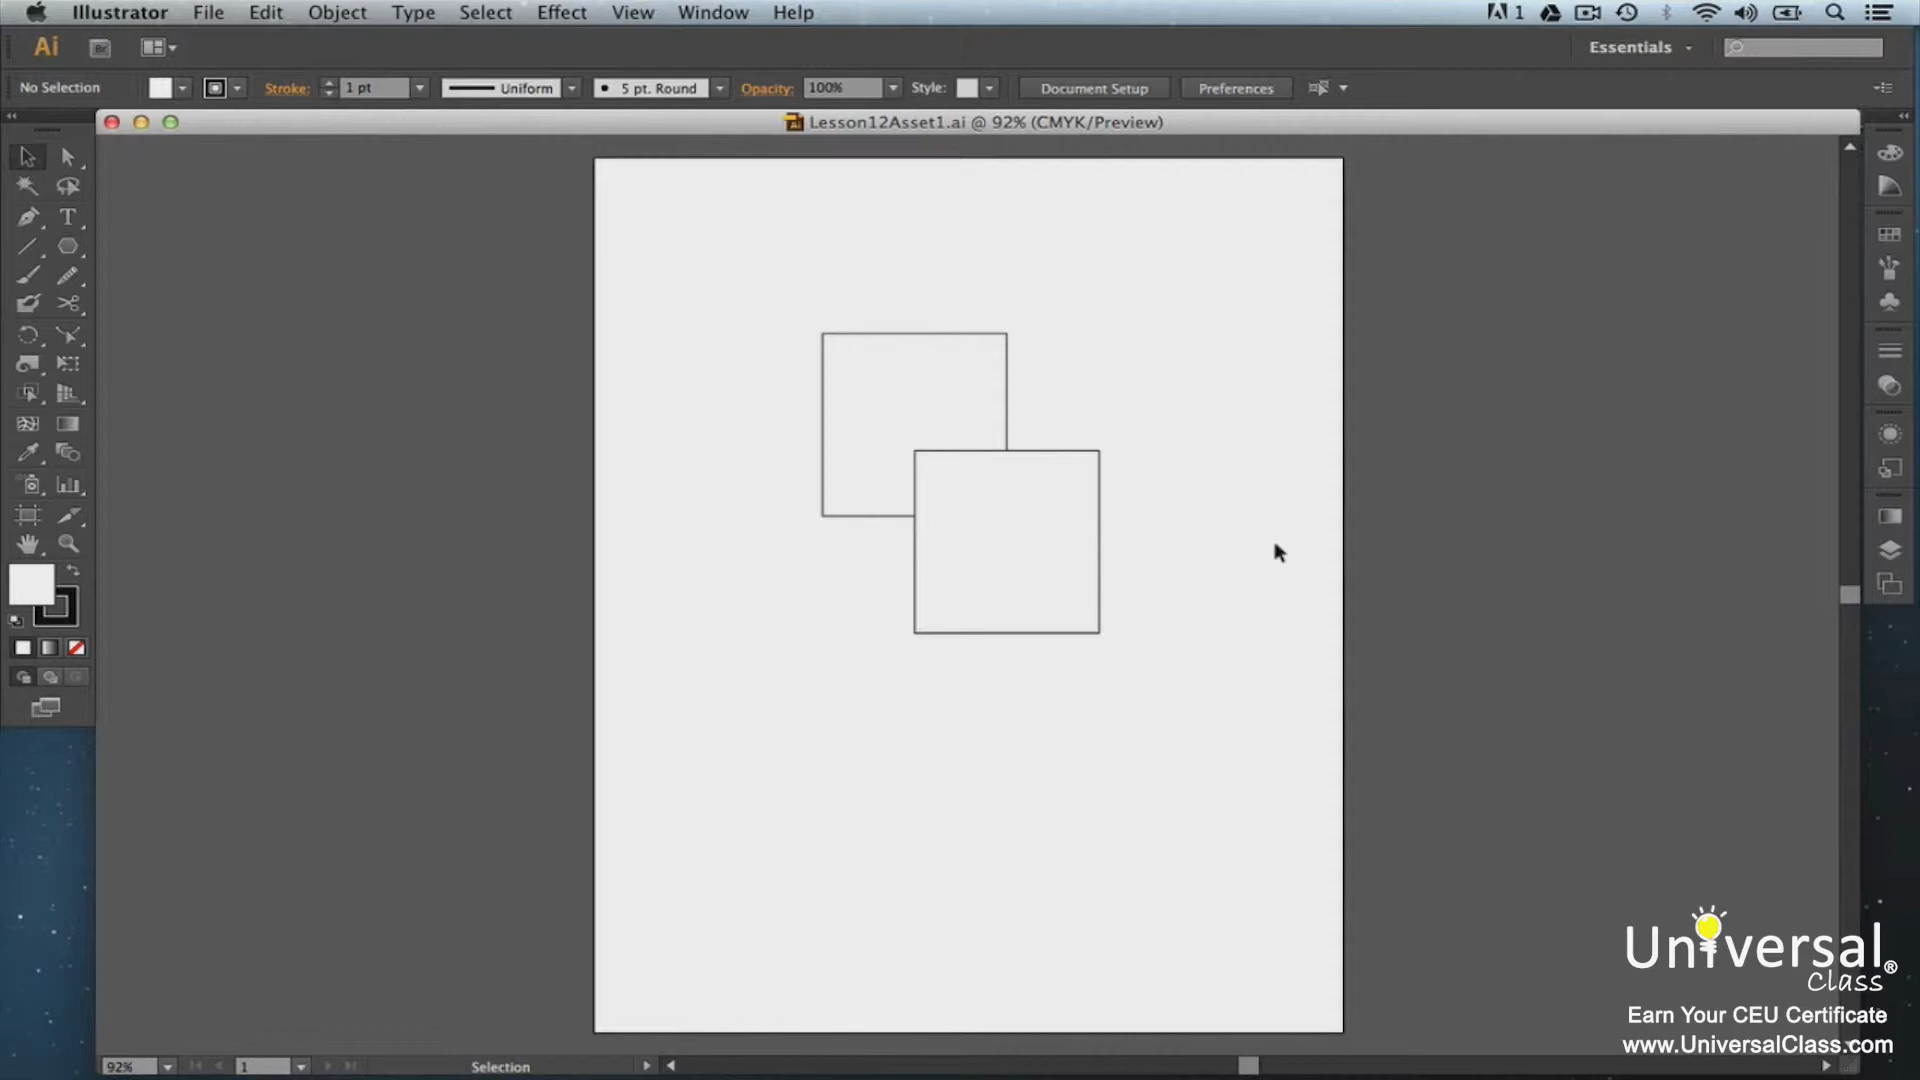 Illustrator File Edit Object Type Select Effect View Window Help 1
Ai Br Essentials
No Selection Stroke: 1 pt Uniform 5 pt. Round Opacity: 100% Style: Document Setup Preferences
Lesson12Asset1.ai @ 92% (CMYK/Preview)
Universal®
Class
Earn Your CEU Certificate
www.UniversalClass.com
92% 1 Selection